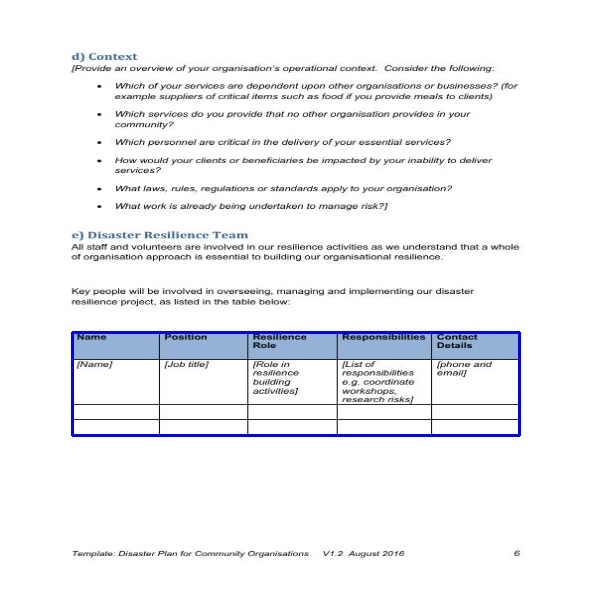 d) Context
[Provide an overview of your organisation's operational context.  Consider the following:
• Which of your services are dependent upon other organisations or businesses? (for
example suppliers of critical items such as food if you provide meals to clients)
• Which services do you provide that no other organisation provides in your
community?
• Which personnel are critical in the delivery of your essential services?
• How would your clients or beneficiaries be impacted by your inability to deliver
services?
• What laws, rules, regulations or standards apply to your organisation?
• What work is already being undertaken to manage risk?]
e) Disaster Resilience Team
All staff and volunteers are involved in our resilience activities as we understand that a whole
of organisation approach is essential to building our organisational resilience.
Key people will be involved in overseeing, managing and implementing our disaster
resilience project, as listed in the table below:
Name Position Resilience Responsibilities Contact
Role Details
[Name] [Job title] [Role in [List of [phone and
resilience responsibilities email]
building e.g. coordinate
activities] workshops,
research risks]
Template: Disaster Plan for Community Organisations V1.2 August 2016 6